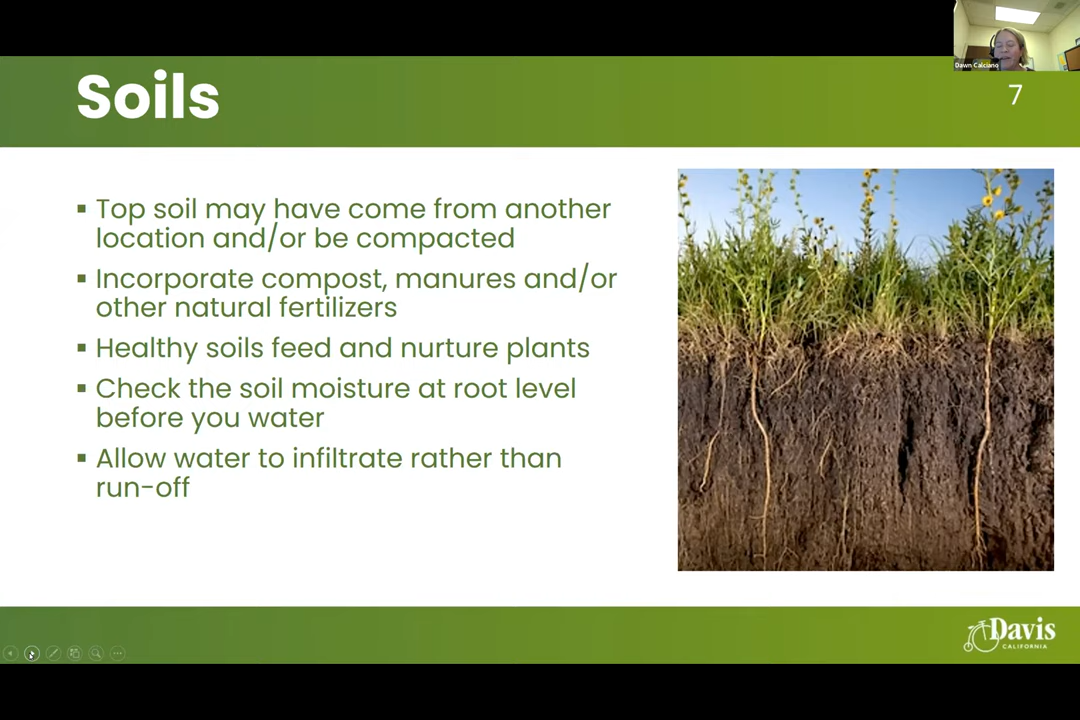 Dawn Calciano
Soils
7
▪ Top soil may have come from another
location and/or be compacted
▪ Incorporate compost, manures and/or
other natural fertilizers
▪ Healthy soils feed and nurture plants
▪ Check the soil moisture at root level
before you water
▪ Allow water to infiltrate rather than
run-off
Davis
CALIFORNIA